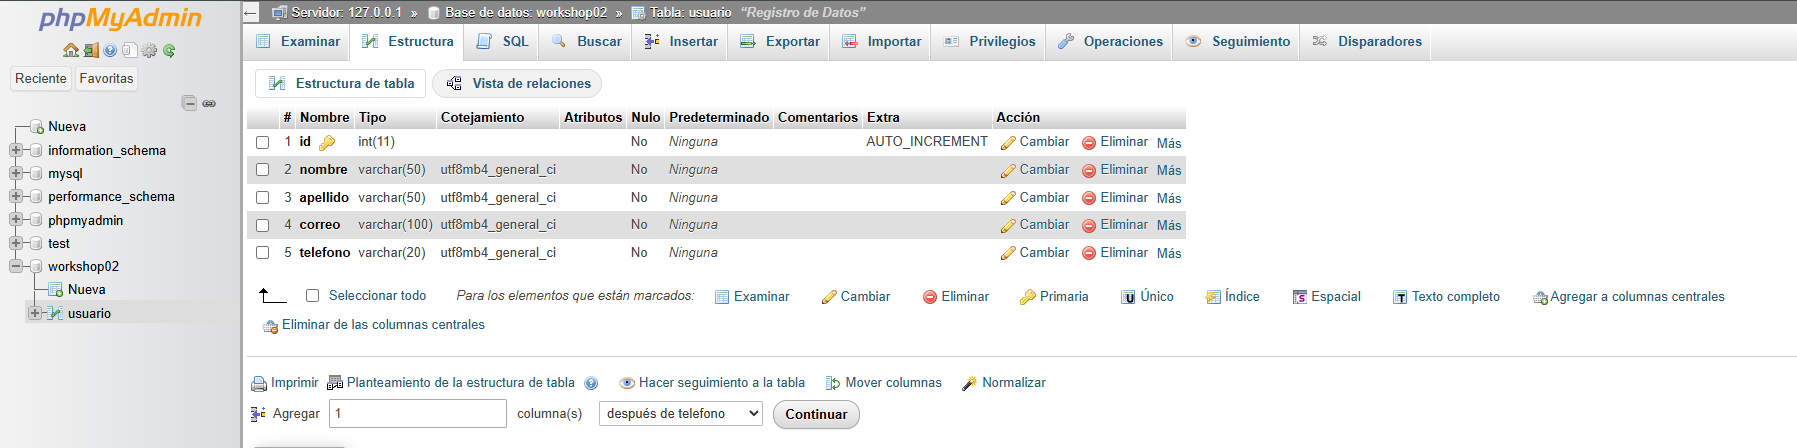 phpMyAdmin
Reciente Favoritas
Nueva
information_schema
mysql
performance_schema
phpmyadmin
test
workshop02
Nueva
usuario
Servidor: 127.0.0.1 » Base de datos: workshop02 » Tabla: usuario "Registro de Datos"
Examinar Estructura SQL Buscar Insertar Exportar Importar Privilegios Operaciones Seguimiento Disparadores
Estructura de tabla Vista de relaciones
# Nombre Tipo Cotejamiento Atributos Nulo Predeterminado Comentarios Extra Acción
1 id int(11) No Ninguna AUTO_INCREMENT Cambiar Eliminar Más
2 nombre varchar(50) utf8mb4_general_ci No Ninguna Cambiar Eliminar Más
3 apellido varchar(50) utf8mb4_general_ci No Ninguna Cambiar Eliminar Más
4 correo varchar(100) utf8mb4_general_ci No Ninguna Cambiar Eliminar Más
5 telefono varchar(20) utf8mb4_general_ci No Ninguna Cambiar Eliminar Más
Seleccionar todo Para los elementos que están marcados: Examinar Cambiar Eliminar Primaria Único Índice Espacial Texto completo Agregar a columnas centrales
Eliminar de las columnas centrales
Imprimir Planteamiento de la estructura de tabla Hacer seguimiento a la tabla Mover columnas Normalizar
Agregar 1 columna(s) después de telefono Continuar